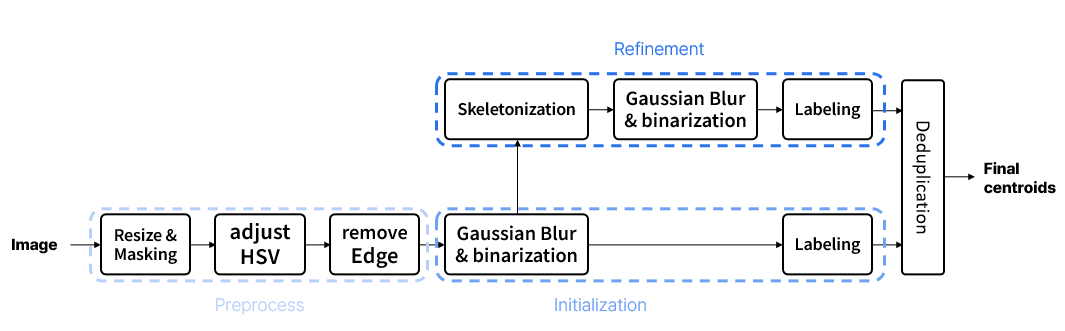 Refinement
Skeletonization
Gaussian Blur
& binarization
Labeling
Deduplication
Final
centroids
Image
Resize &
Masking
adjust
HSV
remove
Edge
Gaussian Blur
& binarization
Labeling
Preprocess
Initialization